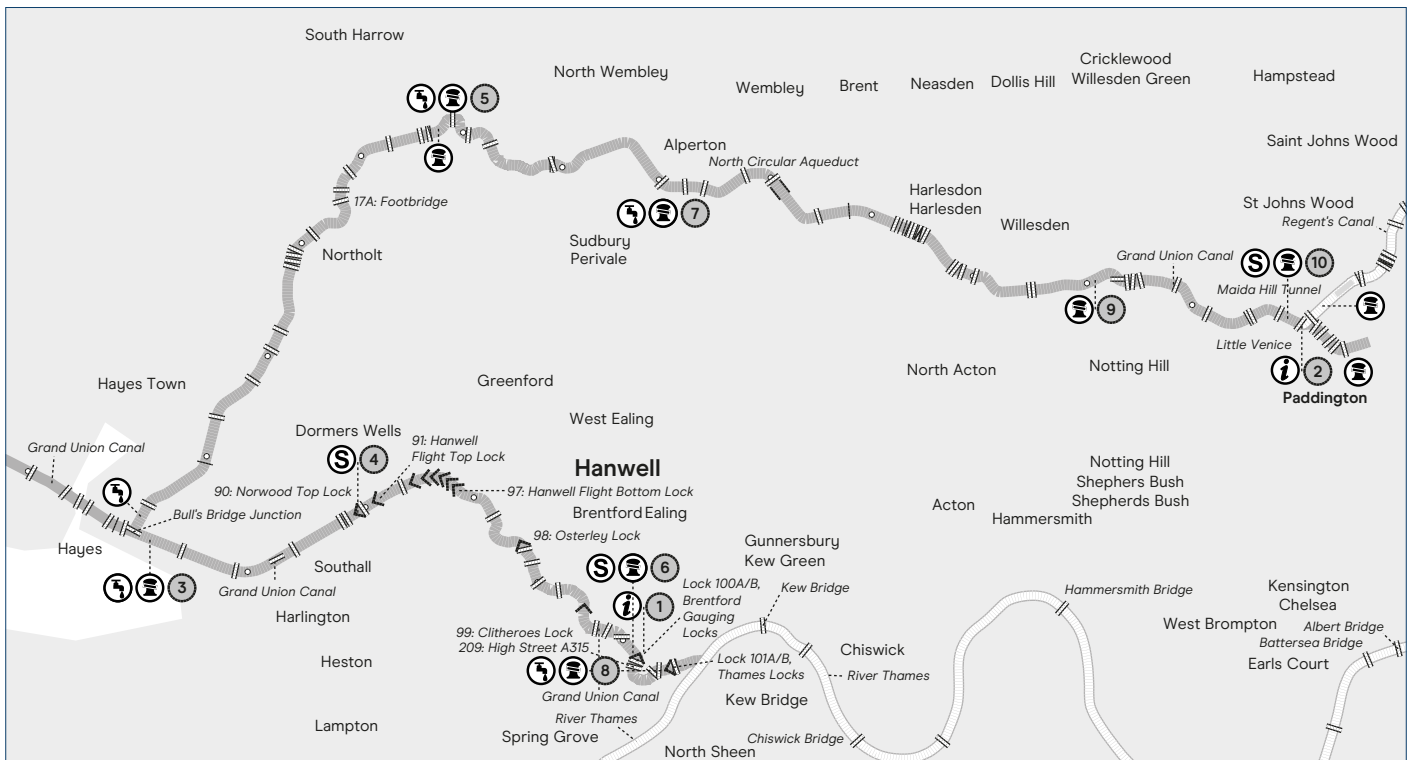 South Harrow
North Wembley
Wembley
Brent
Neasden
Dollis Hill
Cricklewood
Willesden Green
Hampstead
5
Saint Johns Wood
Alperton
North Circular Aqueduct
17A: Footbridge
7
Harlesdon
Harlesden
Willesden
St Johns Wood
Regent's Canal
Northolt
Sudbury
Perivale
Grand Union Canal
S
10
Maida Hill Tunnel
9
Little Venice
i
2
Paddington
Notting Hill
North Acton
Hayes Town
Greenford
West Ealing
Grand Union Canal
Dormers Wells
S
4
91: Hanwell
Flight Top Lock
Hanwell
90: Norwood Top Lock
97: Hanwell Flight Bottom Lock
Bull's Bridge Junction
Brentford
Ealing
Notting Hill
Shephers Bush
Shepherds Bush
Acton
Hammersmith
98: Osterley Lock
Hayes
3
Southall
Grand Union Canal
Harlington
S
6
i
1
Gunnersbury
Kew Green
Lock 100A/B,
Brentford
Gauging
Locks
Kew Bridge
Hammersmith Bridge
Kensington
Chelsea
West Brompton
Albert Bridge
Battersea Bridge
Earls Court
99: Clitheroes Lock
209: High Street A315
8
Grand Union Canal
Heston
Lock 101A/B,
Thames Locks
Chiswick
River Thames
Kew Bridge
Lampton
River Thames
Spring Grove
Chiswick Bridge
North Sheen